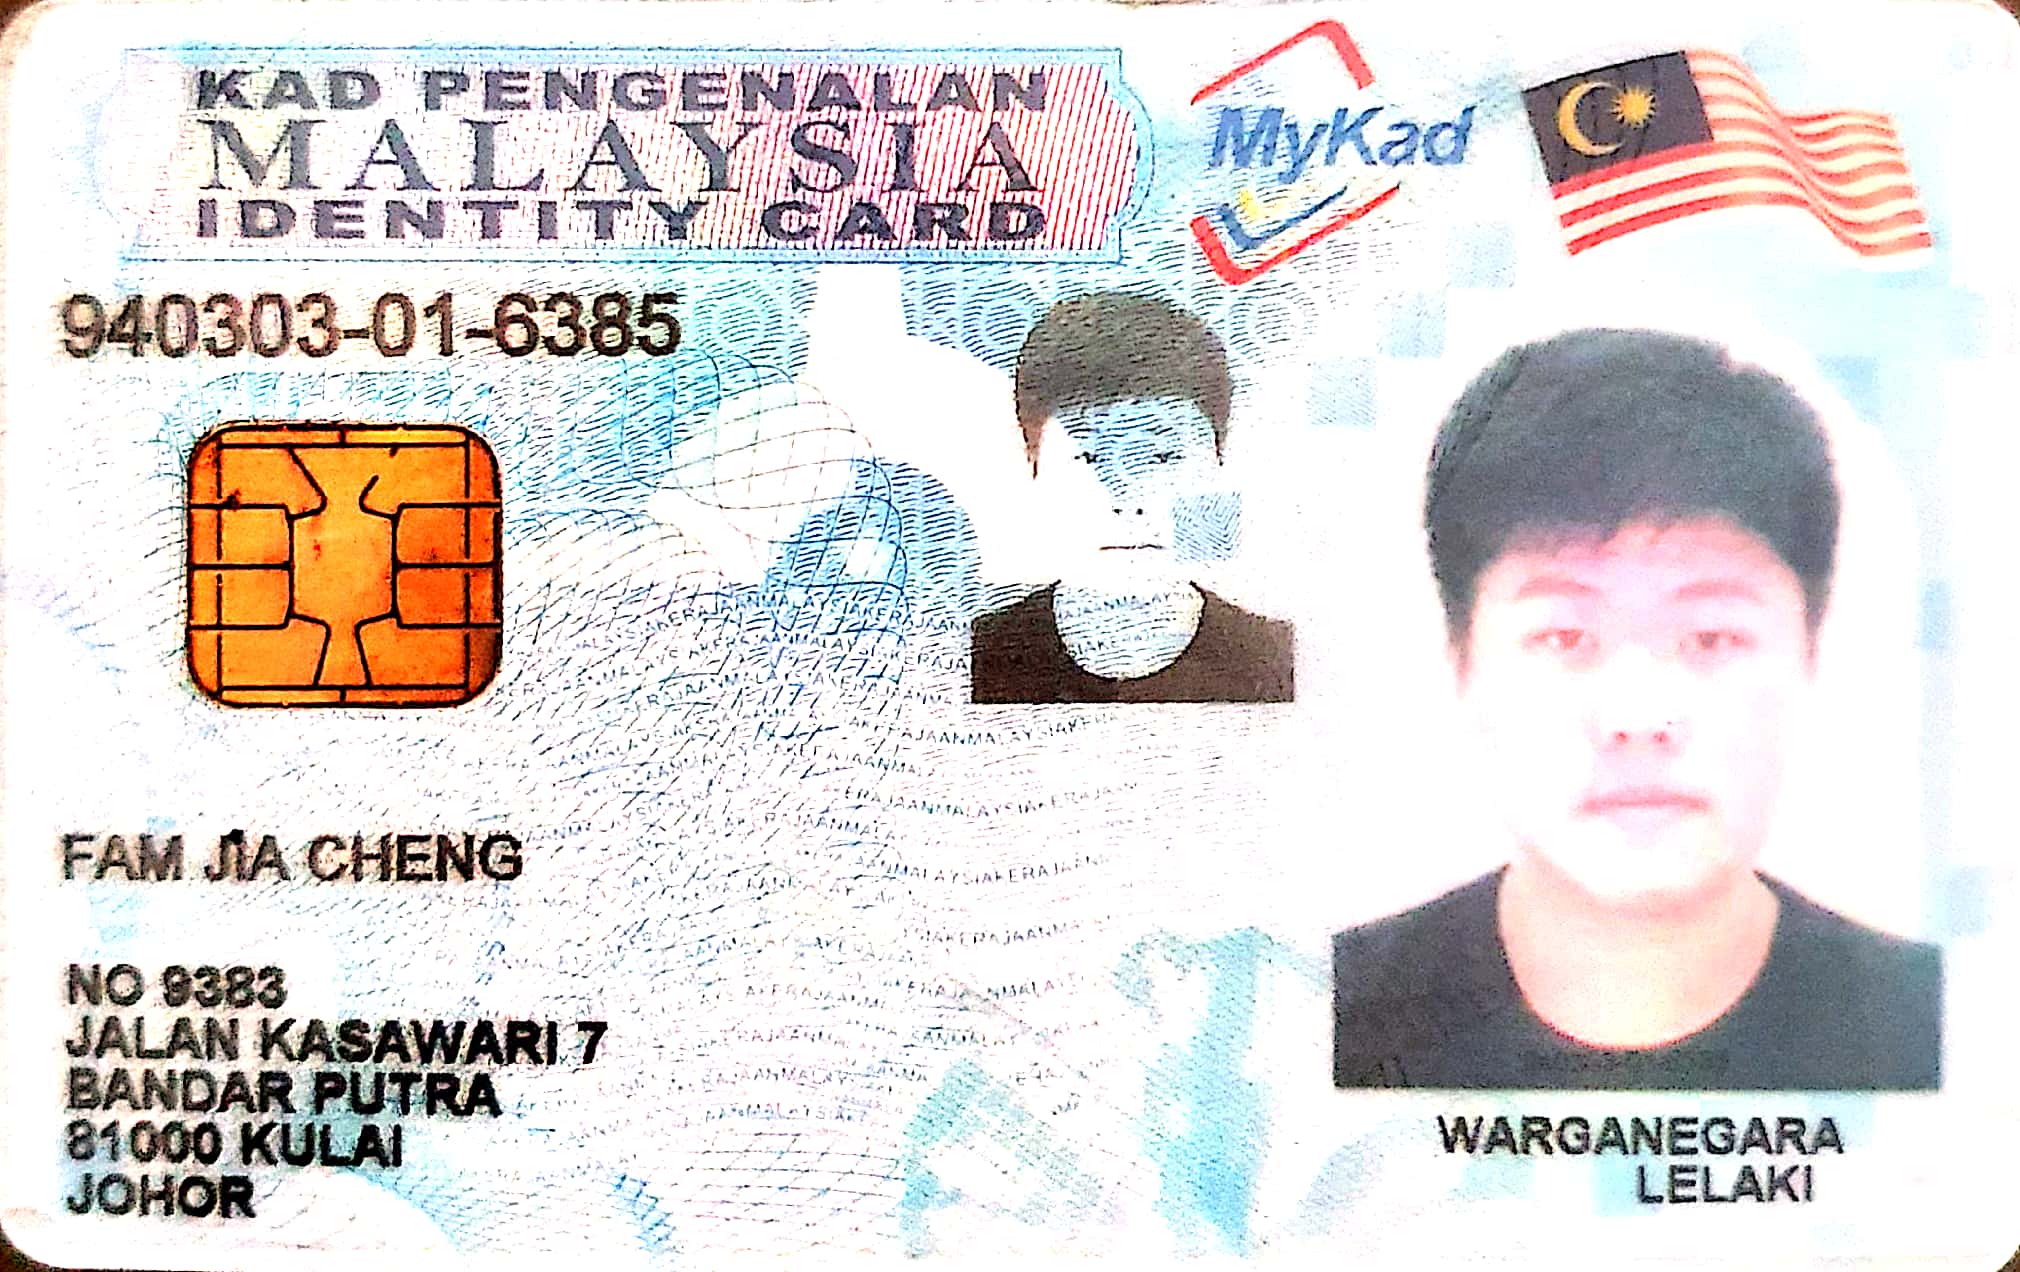 KAD PENGENALAN
MALAYSIA
IDENTITY CARD
MyKad
940303-01-6385
FAM JIA CHENG
NO 9383
JALAN KASAWARI 7
BANDAR PUTRA
81000 KULAI
JOHOR
WARGANEGARA
LELAKI